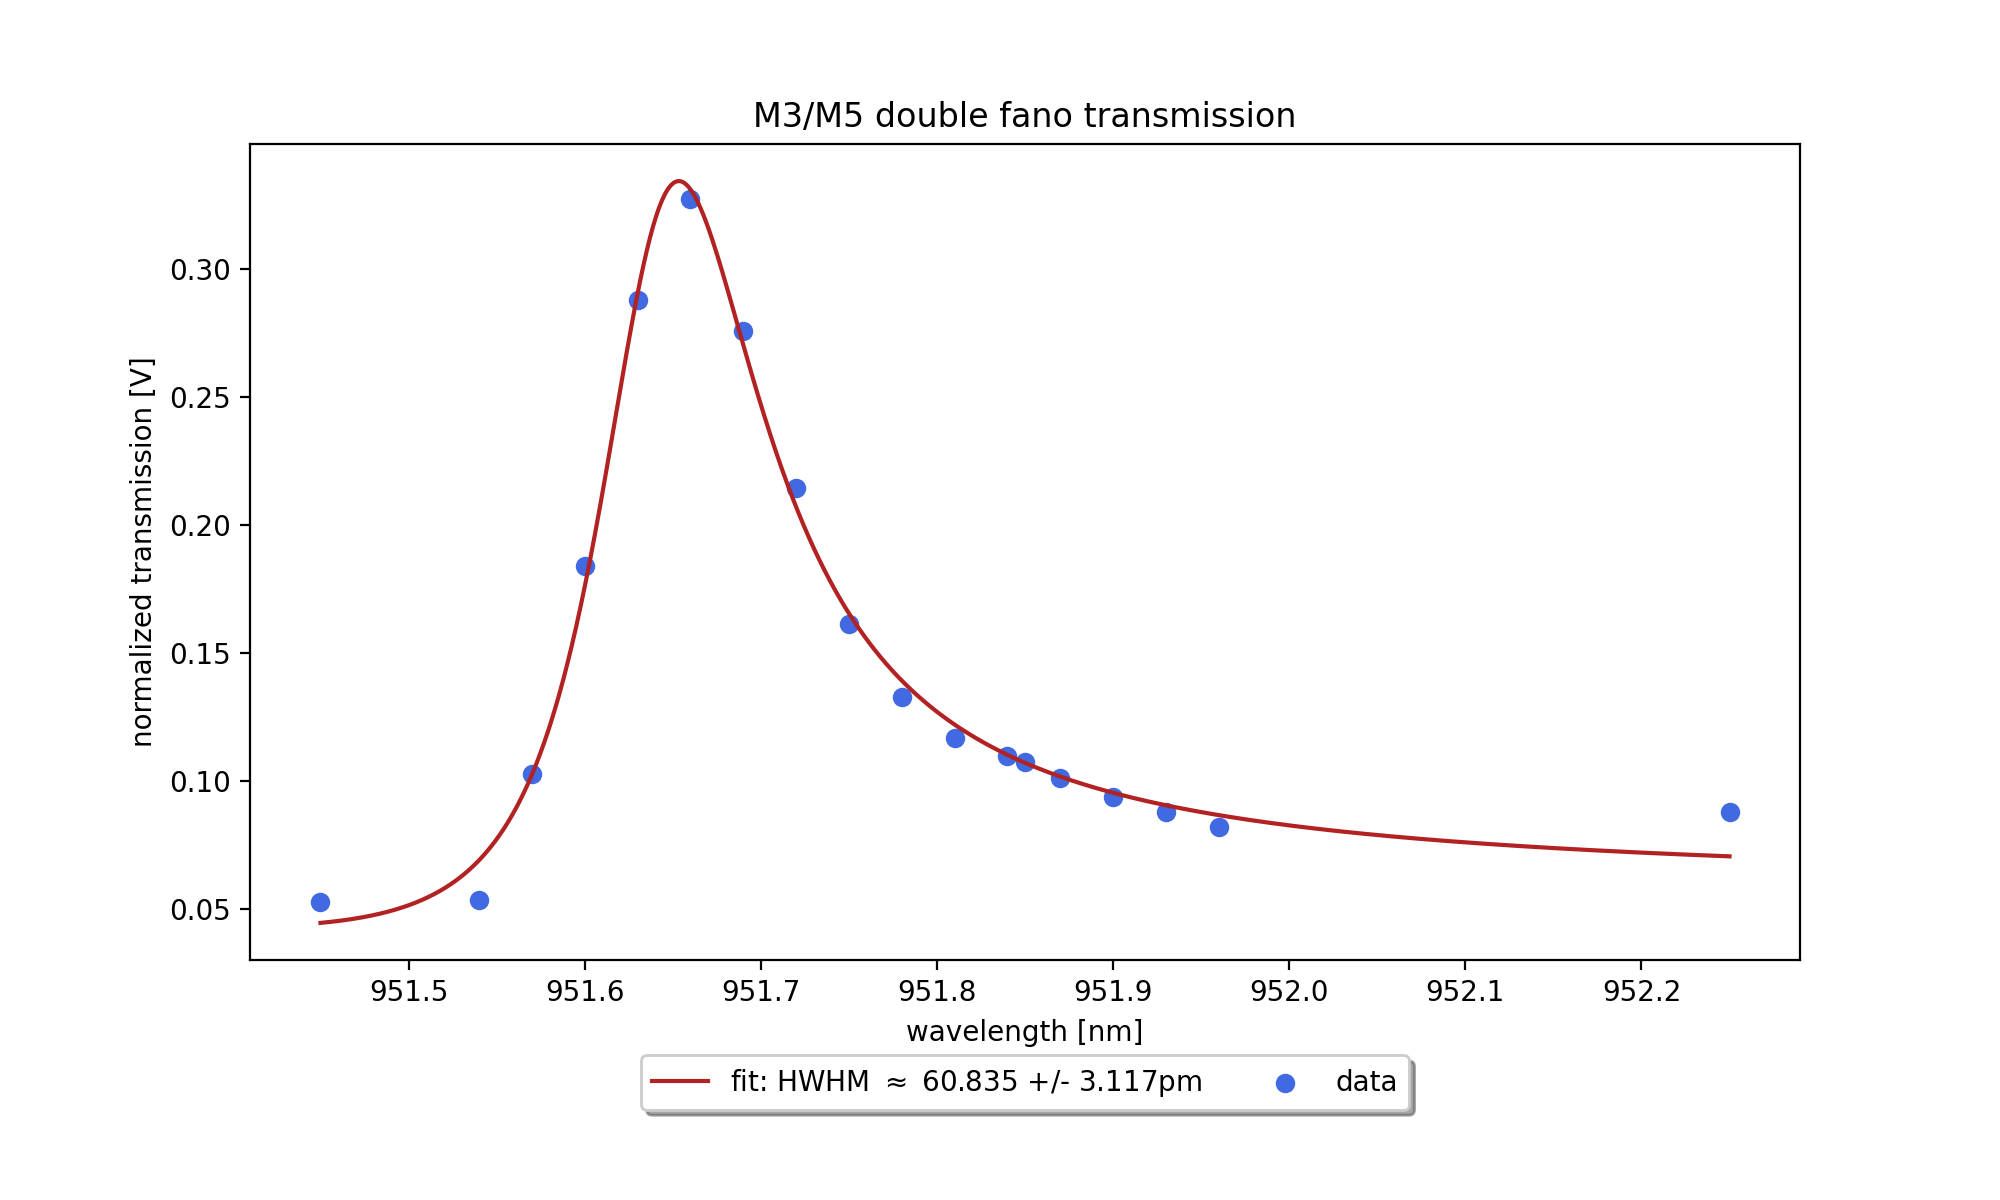 M3/M5 double fano transmission
normalized transmission [V]
0.30
0.25
0.20
0.15
0.10
0.05
951.5 951.6 951.7 951.8 951.9 952.0 952.1 952.2
wavelength [nm]
fit: HWHM ≈ 60.835 +/- 3.117pm data